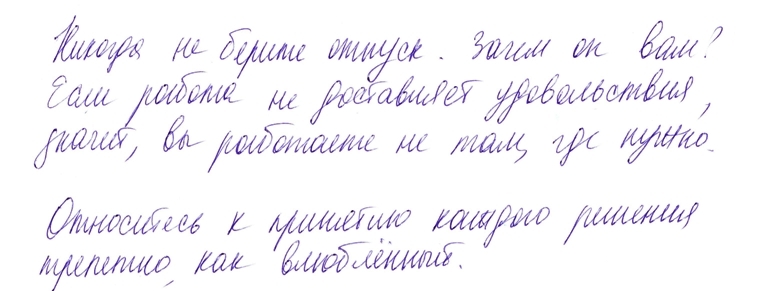 Никогда не берите отпуск. Зачем он вам?
Если работа не доставляет удовольствия,
значит, вы работаете не там, где нужно.
Относитесь к принятию каждого решения
трепетно, как влюблённый.